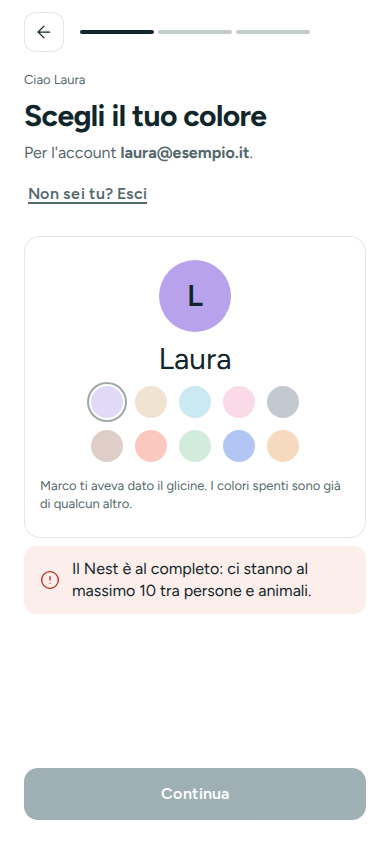 Ciao Laura
Scegli il tuo colore
Per l'account laura@esempio.it.
Non sei tu? Esci
L
Laura
Marco ti aveva dato il glicine. I colori spenti sono già
di qualcun altro.
Il Nest è al completo: ci stanno al
massimo 10 tra persone e animali.
Continua